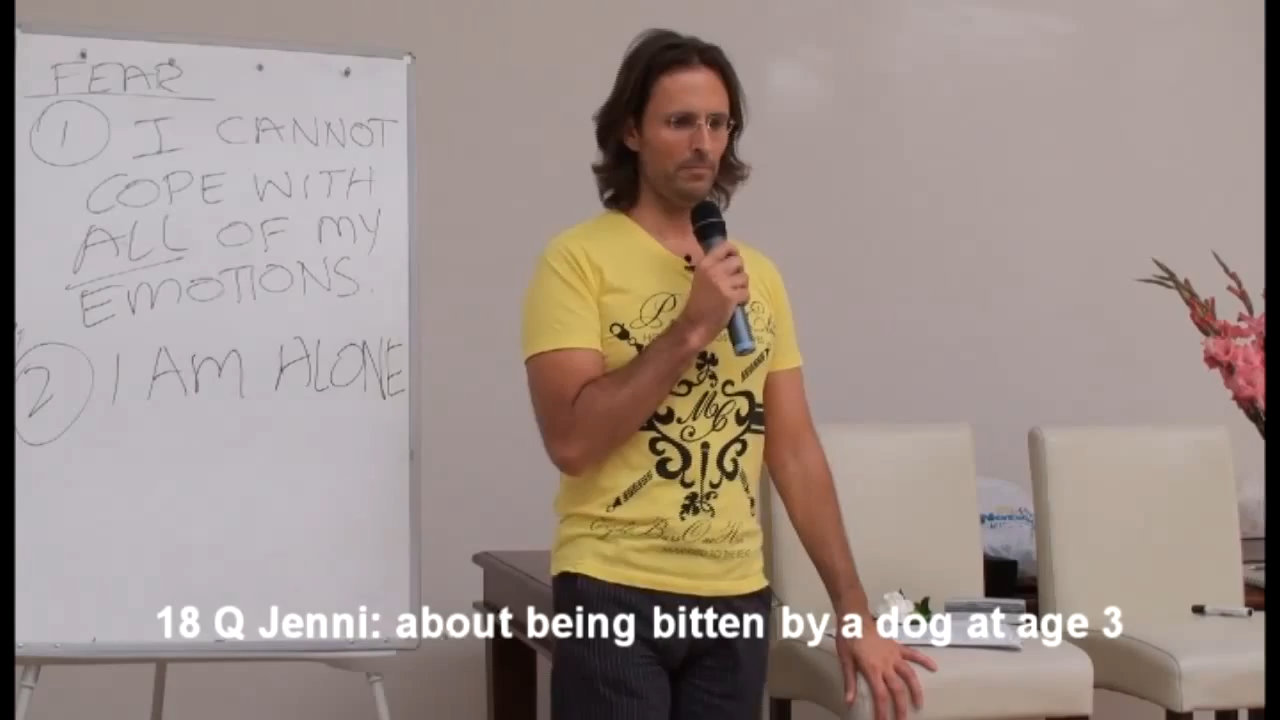 FEAR
1 I CANNOT
COPE WITH
ALL OF MY
EMOTIONS.
2 I AM ALONE
MC
18 Q Jenni: about being bitten by a dog at age 3